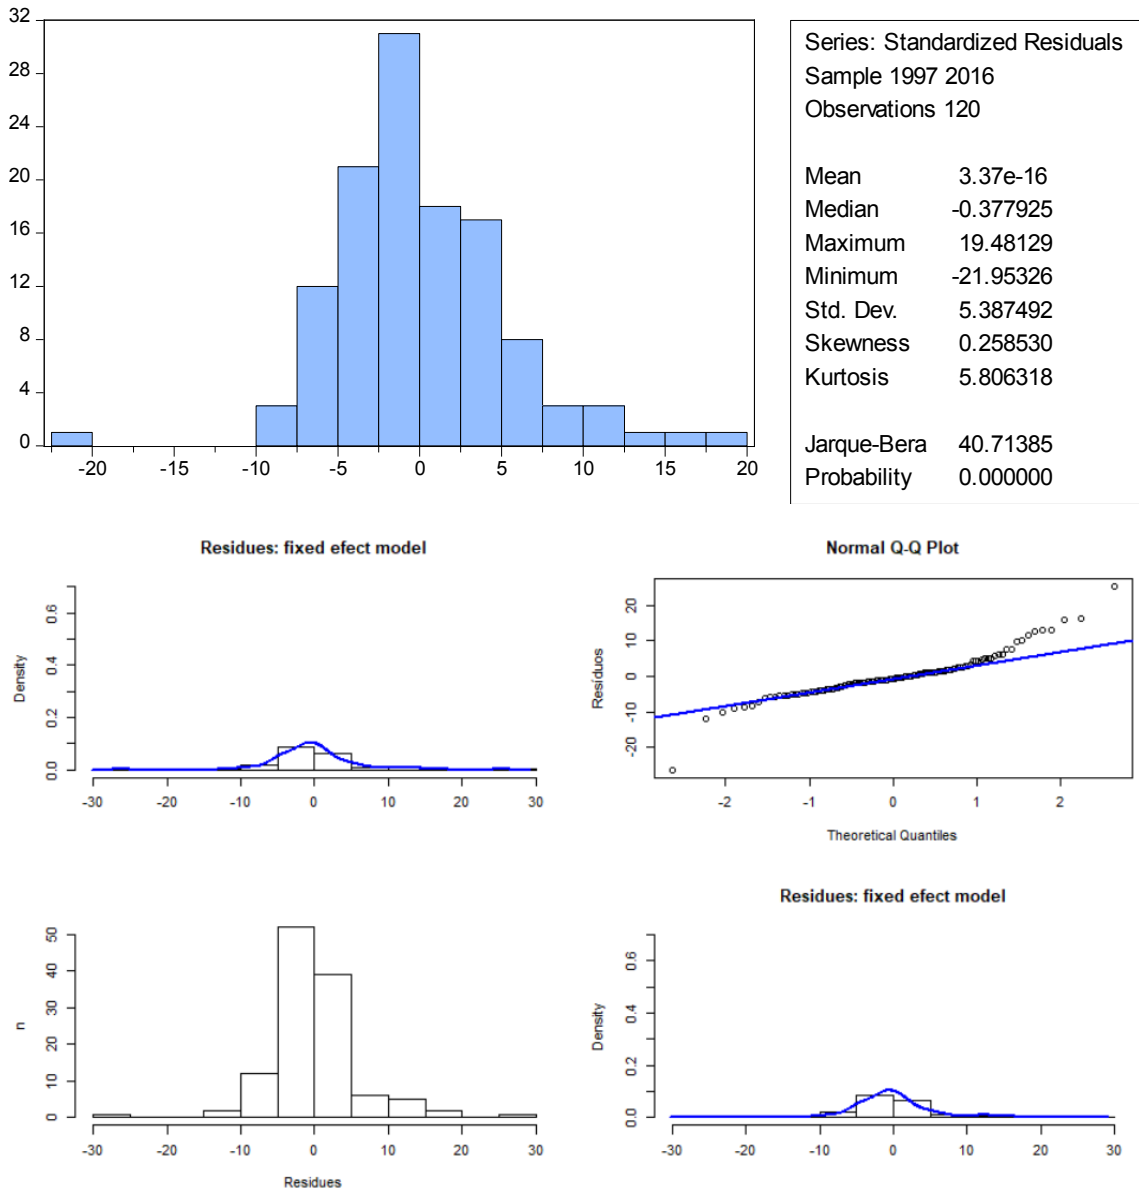 32
28
24
20
16
12
8
4
0
-20 -15 -10 -5 0 5 10 15 20
Series: Standardized Residuals
Sample 1997 2016
Observations 120
Mean 3.37e-16
Median -0.377925
Maximum 19.48129
Minimum -21.95326
Std. Dev. 5.387492
Skewness 0.258530
Kurtosis 5.806318
Jarque-Bera 40.71385
Probability 0.000000
Residues: fixed efect model
Density
0.6
0.4
0.2
0.0
-30 -20 -10 0 10 20 30
Normal Q-Q Plot
Resíduos
20
10
0
-10
-20
-2 -1 0 1 2
Theoretical Quantiles
n
50
40
30
20
10
0
-30 -20 -10 0 10 20 30
Residues
Residues: fixed efect model
Density
0.6
0.4
0.2
0.0
-30 -20 -10 0 10 20 30